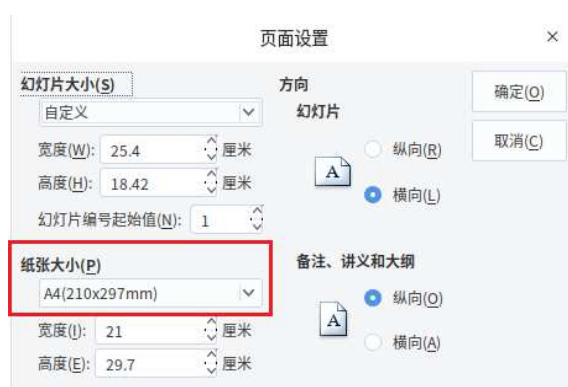 页面设置
×
幻灯片大小(S)
自定义
宽度(W): 25.4 厘米
高度(H): 18.42 厘米
幻灯片编号起始值(N): 1
纸张大小(P)
A4(210x297mm)
宽度(I): 21 厘米
高度(E): 29.7 厘米
方向
幻灯片
A
纵向(R)
横向(L)
备注、讲义和大纲
A
纵向(O)
横向(A)
确定(O)
取消(C)